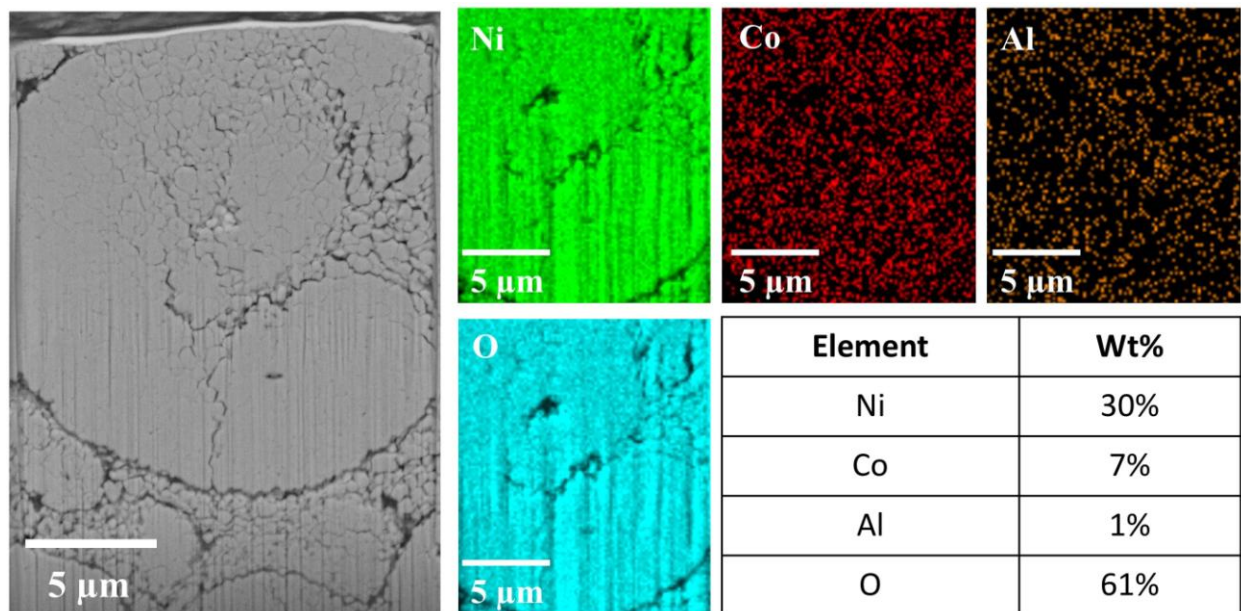 5 µm
Ni
5 µm
Co
5 µm
Al
5 µm
O
5 µm
Element Wt%
Ni 30%
Co 7%
Al 1%
O 61%